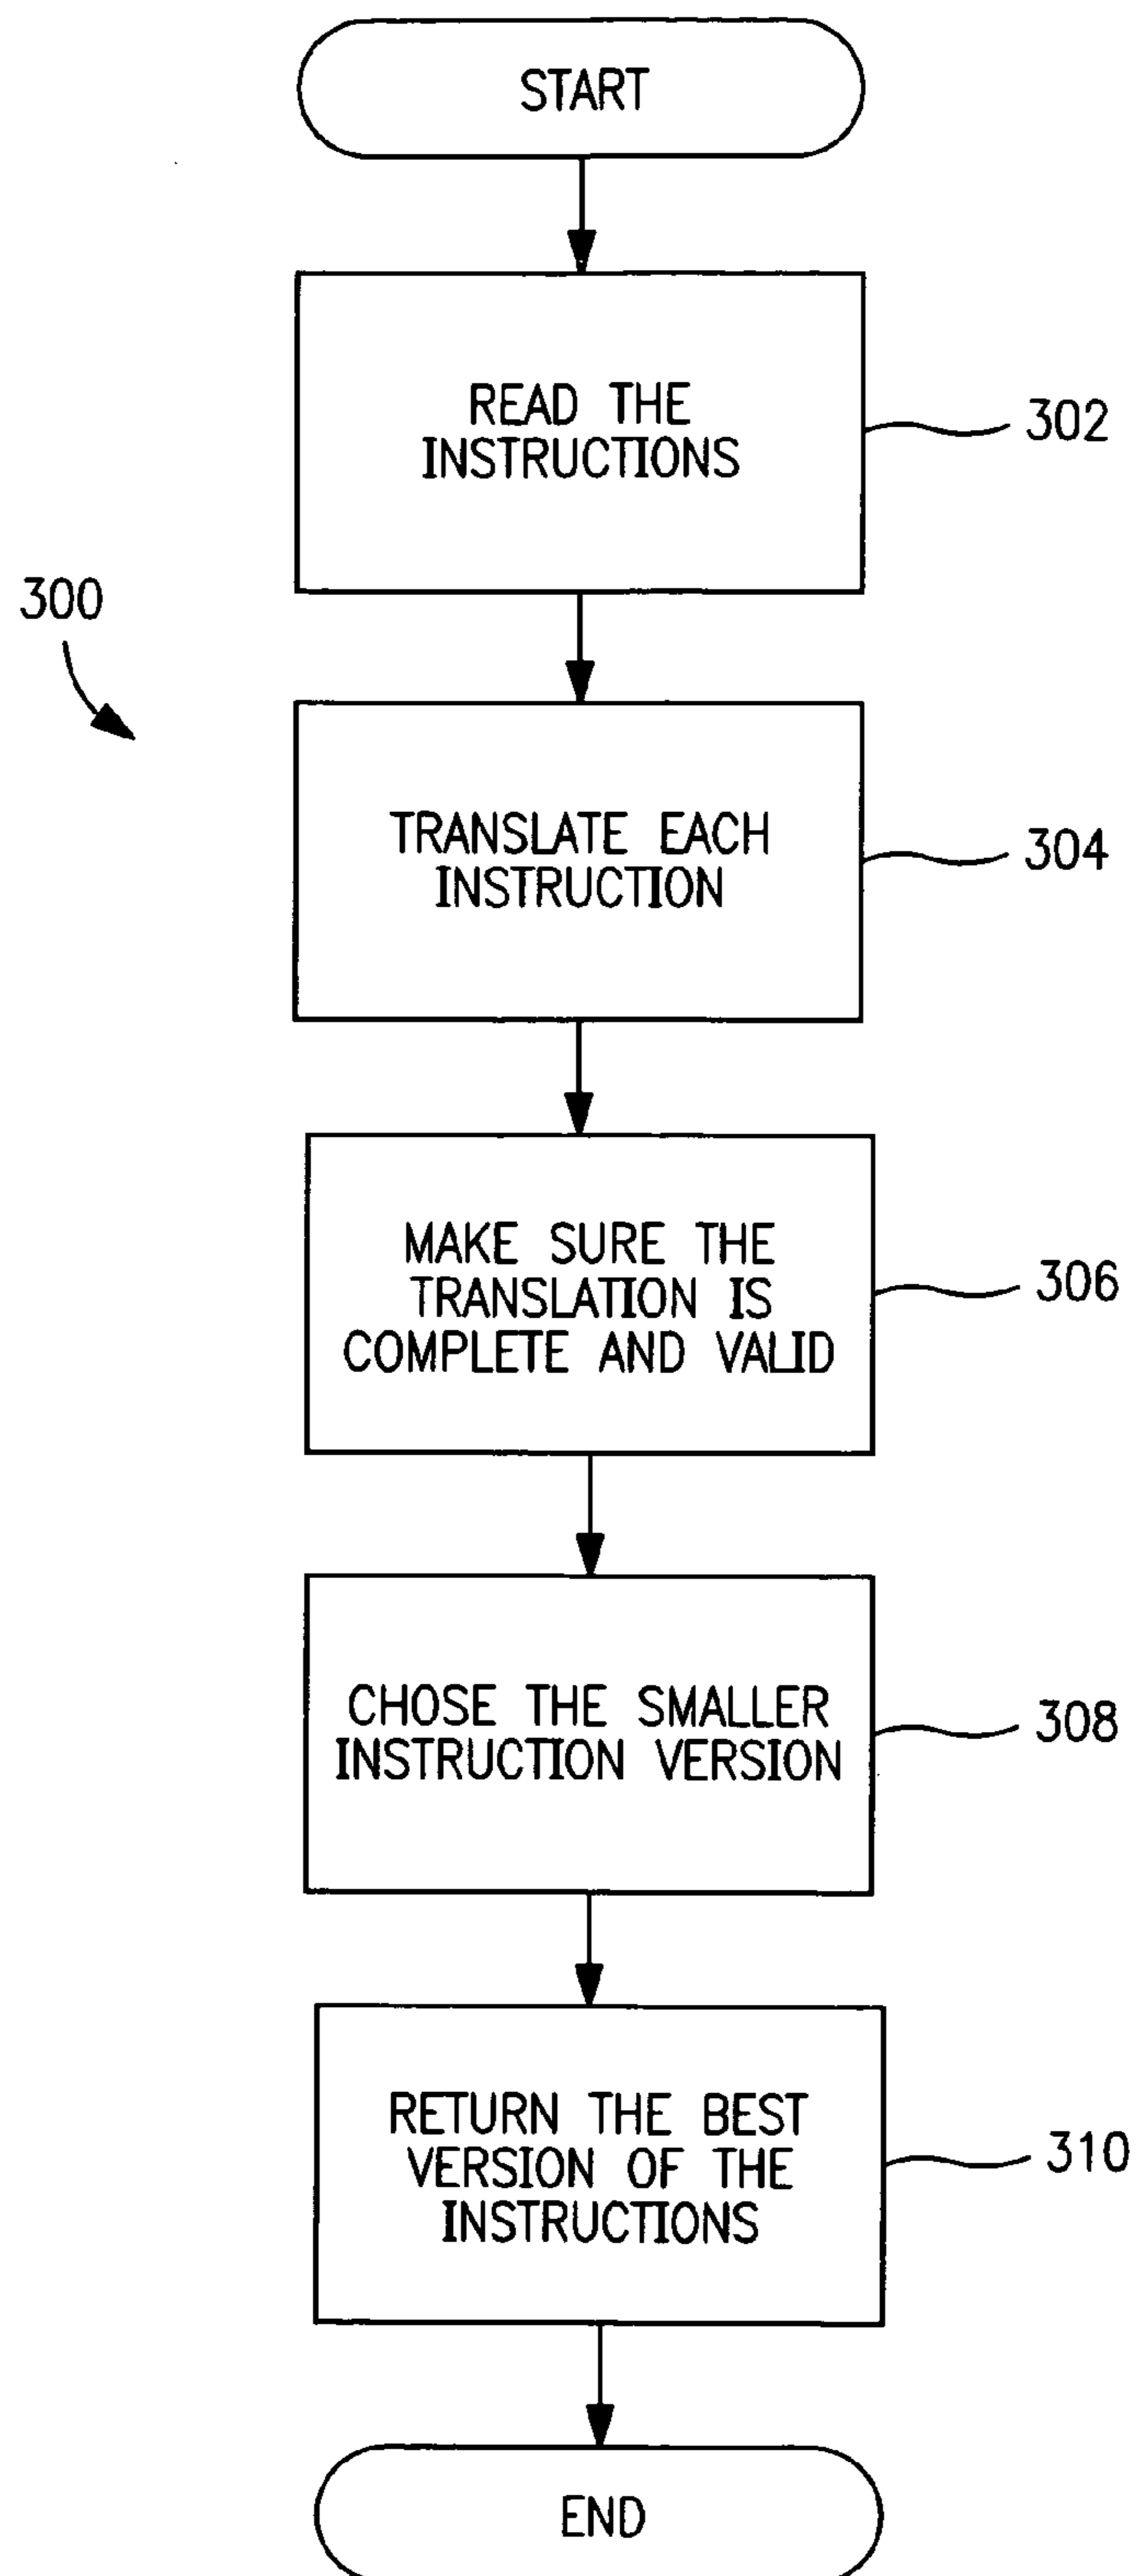 START
READ THE
INSTRUCTIONS
302
300
TRANSLATE EACH
INSTRUCTION
304
MAKE SURE THE
TRANSLATION IS
COMPLETE AND VALID
306
CHOSE THE SMALLER
INSTRUCTION VERSION
308
RETURN THE BEST
VERSION OF THE
INSTRUCTIONS
310
END